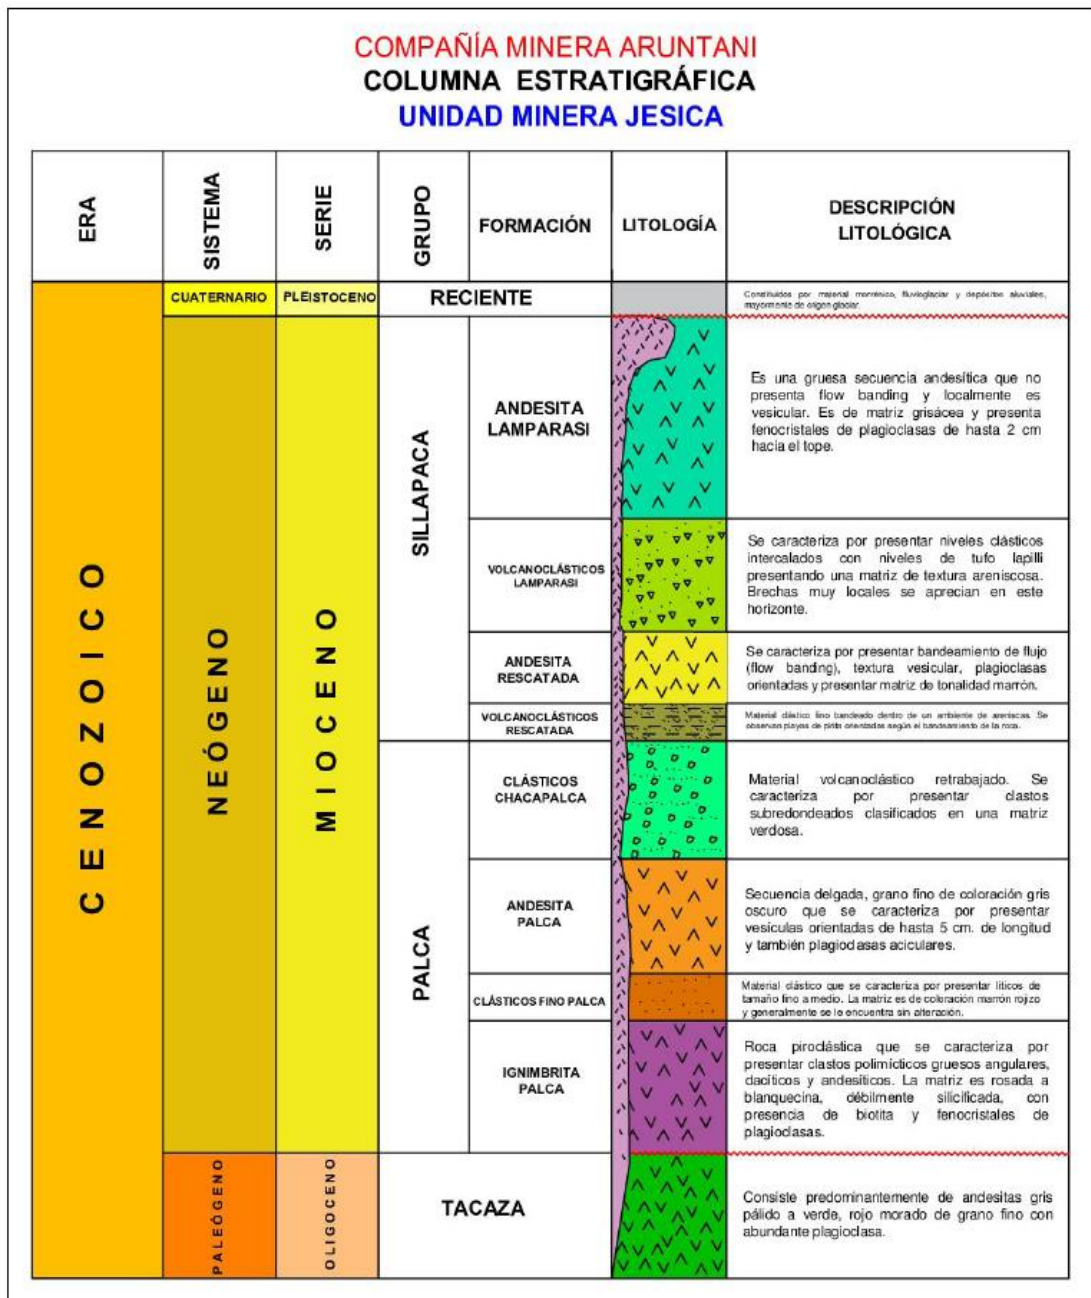 COMPAÑÍA MINERA ARUNTANI
COLUMNA ESTRATIGRÁFICA
UNIDAD MINERA JESICA
ERA
SISTEMA
SERIE
GRUPO
FORMACIÓN
LITOLOGÍA
DESCRIPCIÓN
LITOLÓGICA
CENOZOICO
CUATERNARIO
PLEISTOCENO
RECIENTE
Constituidos por material morrénico, fluvioglaciar y depósitos aluviales,
mayormente de origen glaciar.
NEÓGENO
MIOCENO
SILLAPACA
ANDESITA
LAMPARASI
Es una gruesa secuencia andesítica que no
presenta flow banding y localmente es
vesicular. Es de matriz grisácea y presenta
fenocristales de plagioclasas de hasta 2 cm
hacia el tope.
VOLCANOCLÁSTICOS
LAMPARASI
Se caracteriza por presentar niveles clásticos
intercalados con niveles de tufo lapilli
presentando una matriz de textura areniscosa.
Brechas muy locales se aprecian en este
horizonte.
ANDESITA
RESCATADA
Se caracteriza por presentar bandeamiento de flujo
(flow banding), textura vesicular, plagioclasas
orientadas y presentar matriz de tonalidad marrón.
VOLCANOCLÁSTICOS
RESCATADA
Material clástico fino bandeado dentro de un ambiente de areniscas. Se
observan playas de pirita orientadas según el bandeamiento de la roca.
PALCA
CLÁSTICOS
CHACAPALCA
Material volcanoclástico retrabajado. Se
caracteriza por presentar clastos
subredondeados clasificados en una matriz
verdosa.
ANDESITA
PALCA
Secuencia delgada, grano fino de coloración gris
oscuro que se caracteriza por presentar
vesículas orientadas de hasta 5 cm. de longitud
y también plagioclasas aciculares.
CLÁSTICOS FINO PALCA
Material clástico que se caracteriza por presentar líticos de
tamaño fino a medio. La matriz es de coloración marrón rojizo
y generalmente se le encuentra sin alteración.
IGNIMBRITA
PALCA
Roca piroclástica que se caracteriza por
presentar clastos polimícticos gruesos angulares,
dacíticos y andesíticos. La matriz es rosada a
blanquecina, débilmente silicificada, con
presencia de biotita y fenocristales de
plagioclasas.
PALEÓGENO
OLIGOCENO
TACAZA
Consiste predominantemente de andesitas gris
pálido a verde, rojo morado de grano fino con
abundante plagioclasa.